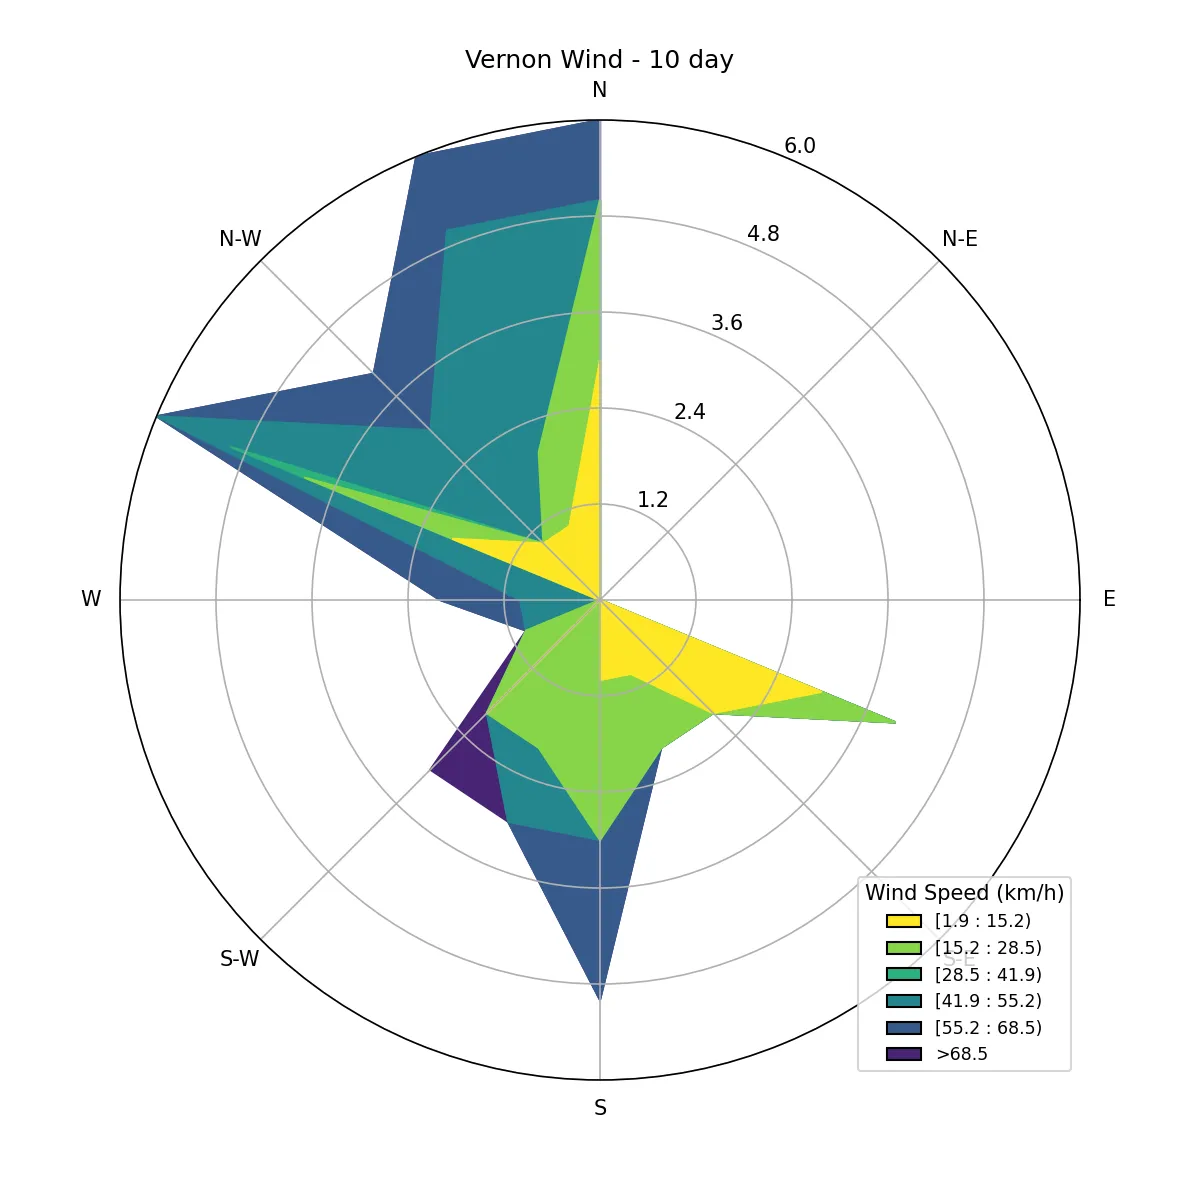 Vernon Wind - 10 day
N
6.0
N-W
4.8
N-E
3.6
2.4
1.2
W
E
Wind Speed (km/h)
[1.9 : 15.2)
[15.2 : 28.5)
[28.5 : 41.9)
[41.9 : 55.2)
[55.2 : 68.5)
>68.5
S-W
S-E
S